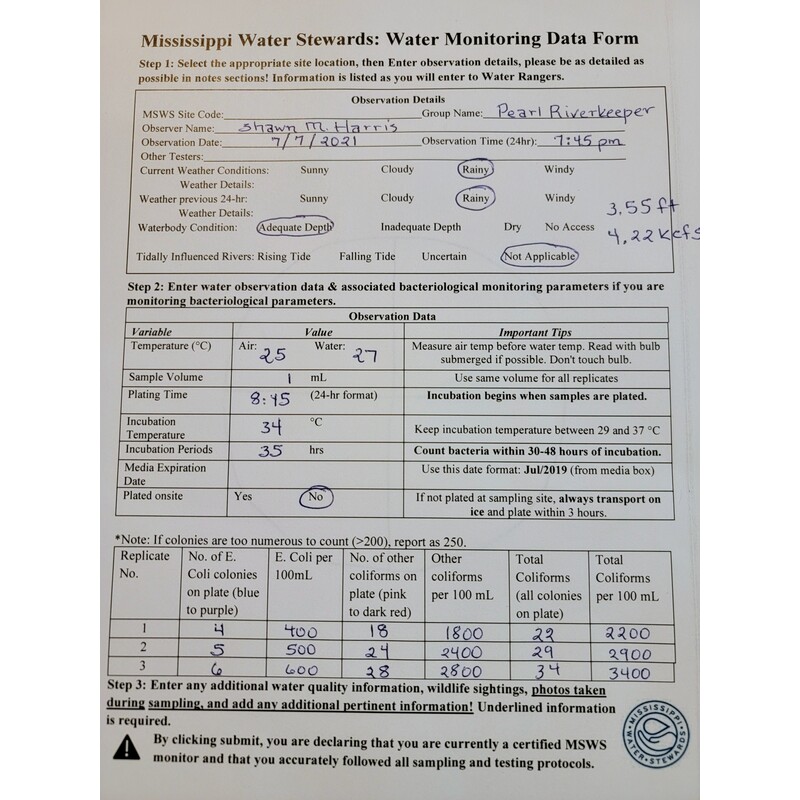 Mississippi Water Stewards: Water Monitoring Data Form
Step 1: Select the appropriate site location, then Enter observation details, please be as detailed as
possible in notes sections! Information is listed as you will enter to Water Rangers.
Observation Details
MSWS Site Code: Group Name: Pearl Riverkeeper
Observer Name: Shawn M. Harris
Observation Date: 7/7/2021 Observation Time (24hr): 7:45 pm
Other Testers:
Current Weather Conditions: Sunny Cloudy Rainy Windy
Weather Details:
Weather previous 24-hr: Sunny Cloudy Rainy Windy
Weather Details:
3.55 ft
Waterbody Condition: Adequate Depth Inadequate Depth Dry No Access
4.22 kcfs
Tidally Influenced Rivers: Rising Tide Falling Tide Uncertain Not Applicable
Step 2: Enter water observation data & associated bacteriological monitoring parameters if you are
monitoring bacteriological parameters.
Observation Data
Variable Value Important Tips
Temperature (°C) Air: 25 Water: 27 Measure air temp before water temp. Read with bulb
submerged if possible. Don't touch bulb.
Sample Volume 1 mL Use same volume for all replicates
Plating Time 8:45 (24-hr format) Incubation begins when samples are plated.
Incubation
Temperature 34 °C Keep incubation temperature between 29 and 37 °C
Incubation Periods 35 hrs Count bacteria within 30-48 hours of incubation.
Media Expiration
Date Use this date format: Jul/2019 (from media box)
Plated onsite Yes No If not plated at sampling site, always transport on
ice and plate within 3 hours.
*Note: If colonies are too numerous to count (>200), report as 250.
Replicate No. of E. E. Coli per No. of other Other Total Total
No. Coli colonies 100mL coliforms on coliforms Coliforms Coliforms
on plate (blue plate (pink per 100 mL (all colonies per 100 mL
to purple) to dark red) on plate)
1 4 400 18 1800 22 2200
2 5 500 24 2400 29 2900
3 6 600 28 2800 34 3400
Step 3: Enter any additional water quality information, wildlife sightings, photos taken
during sampling, and add any additional pertinent information! Underlined information
is required.
By clicking submit, you are declaring that you are currently a certified MSWS
monitor and that you accurately followed all sampling and testing protocols.
MISSISSIPPI
WATER STEWARDS